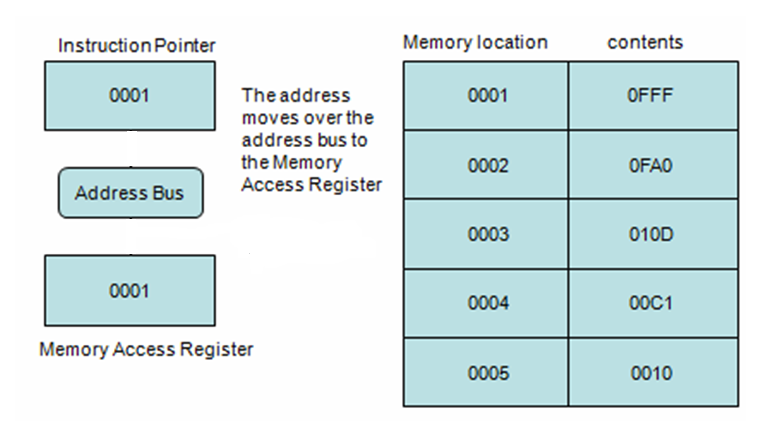 Instruction Pointer
0001
Address Bus
0001
Memory Access Register
The address
moves over the
address bus to
the Memory
Access Register
Memory location contents
0001 0FFF
0002 0FA0
0003 010D
0004 00C1
0005 0010